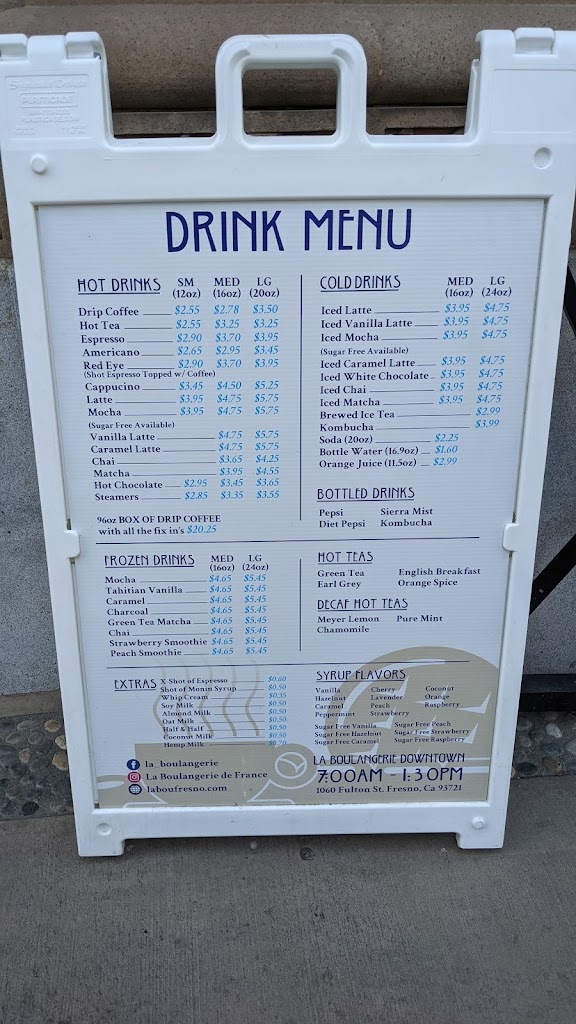 DRINK MENU
HOT DRINKS SM (12oz) MED (16oz) LG (20oz)
Drip Coffee $2.55 $2.78 $3.50
Hot Tea $2.55 $3.25 $3.25
Espresso $2.90 $3.70 $3.95
Americano $2.65 $2.95 $3.45
Red Eye $2.90 $3.70 $3.95
(Shot Espresso Topped w/ Coffee)
Cappucino $3.45 $4.50 $5.25
Latte $3.95 $4.75 $5.75
Mocha $3.95 $4.75 $5.75
(Sugar Free Available)
Vanilla Latte $4.75 $5.75
Caramel Latte $4.75 $5.75
Chai $3.65 $4.25
Matcha $3.95 $4.55
Hot Chocolate $2.95 $3.45 $3.65
Steamers $2.85 $3.35 $3.55
96oz BOX OF DRIP COFFEE
with all the fix in's $20.25
COLD DRINKS MED (16oz) LG (24oz)
Iced Latte $3.95 $4.75
Iced Vanilla Latte $3.95 $4.75
Iced Mocha $3.95 $4.75
(Sugar Free Available)
Iced Caramel Latte $3.95 $4.75
Iced White Chocolate $3.95 $4.75
Iced Chai $3.95 $4.75
Iced Matcha $3.95 $4.75
Brewed Ice Tea $2.99
Kombucha $3.99
Soda (20oz) $2.25
Bottle Water (16.9oz) $1.60
Orange Juice (11.5oz) $2.99
BOTTLED DRINKS
Pepsi Sierra Mist
Diet Pepsi Kombucha
FROZEN DRINKS MED (16oz) LG (24oz)
Mocha $4.65 $5.45
Tahitian Vanilla $4.65 $5.45
Caramel $4.65 $5.45
Charcoal $4.65 $5.45
Green Tea Matcha $4.65 $5.45
Chai $4.65 $5.45
Strawberry Smoothie $4.65 $5.45
Peach Smoothie $4.65 $5.45
HOT TEAS
Green Tea English Breakfast
Earl Grey Orange Spice
DECAF HOT TEAS
Meyer Lemon Pure Mint
Chamomile
EXTRAS
X Shot of Espresso $0.60
Shot of Monin Syrup $0.50
Whip Cream $0.35
Soy Milk $0.50
Almond Milk $0.50
Oat Milk $0.50
Half & Half $0.50
Coconut Milk $0.50
Hemp Milk $0.70
SYRUP FLAVORS
Vanilla Cherry Coconut
Hazelnut Lavender Orange
Caramel Peach Raspberry
Peppermint Strawberry
Sugar Free Vanilla Sugar Free Peach
Sugar Free Hazelnut Sugar Free Strawberry
Sugar Free Caramel Sugar Free Raspberry
la_boulangerie
La Boulangerie de France
laboufresno.com
LA BOULANGERIE DOWNTOWN
7:00AM - 1:30PM
1060 Fulton St. Fresno, Ca 93721